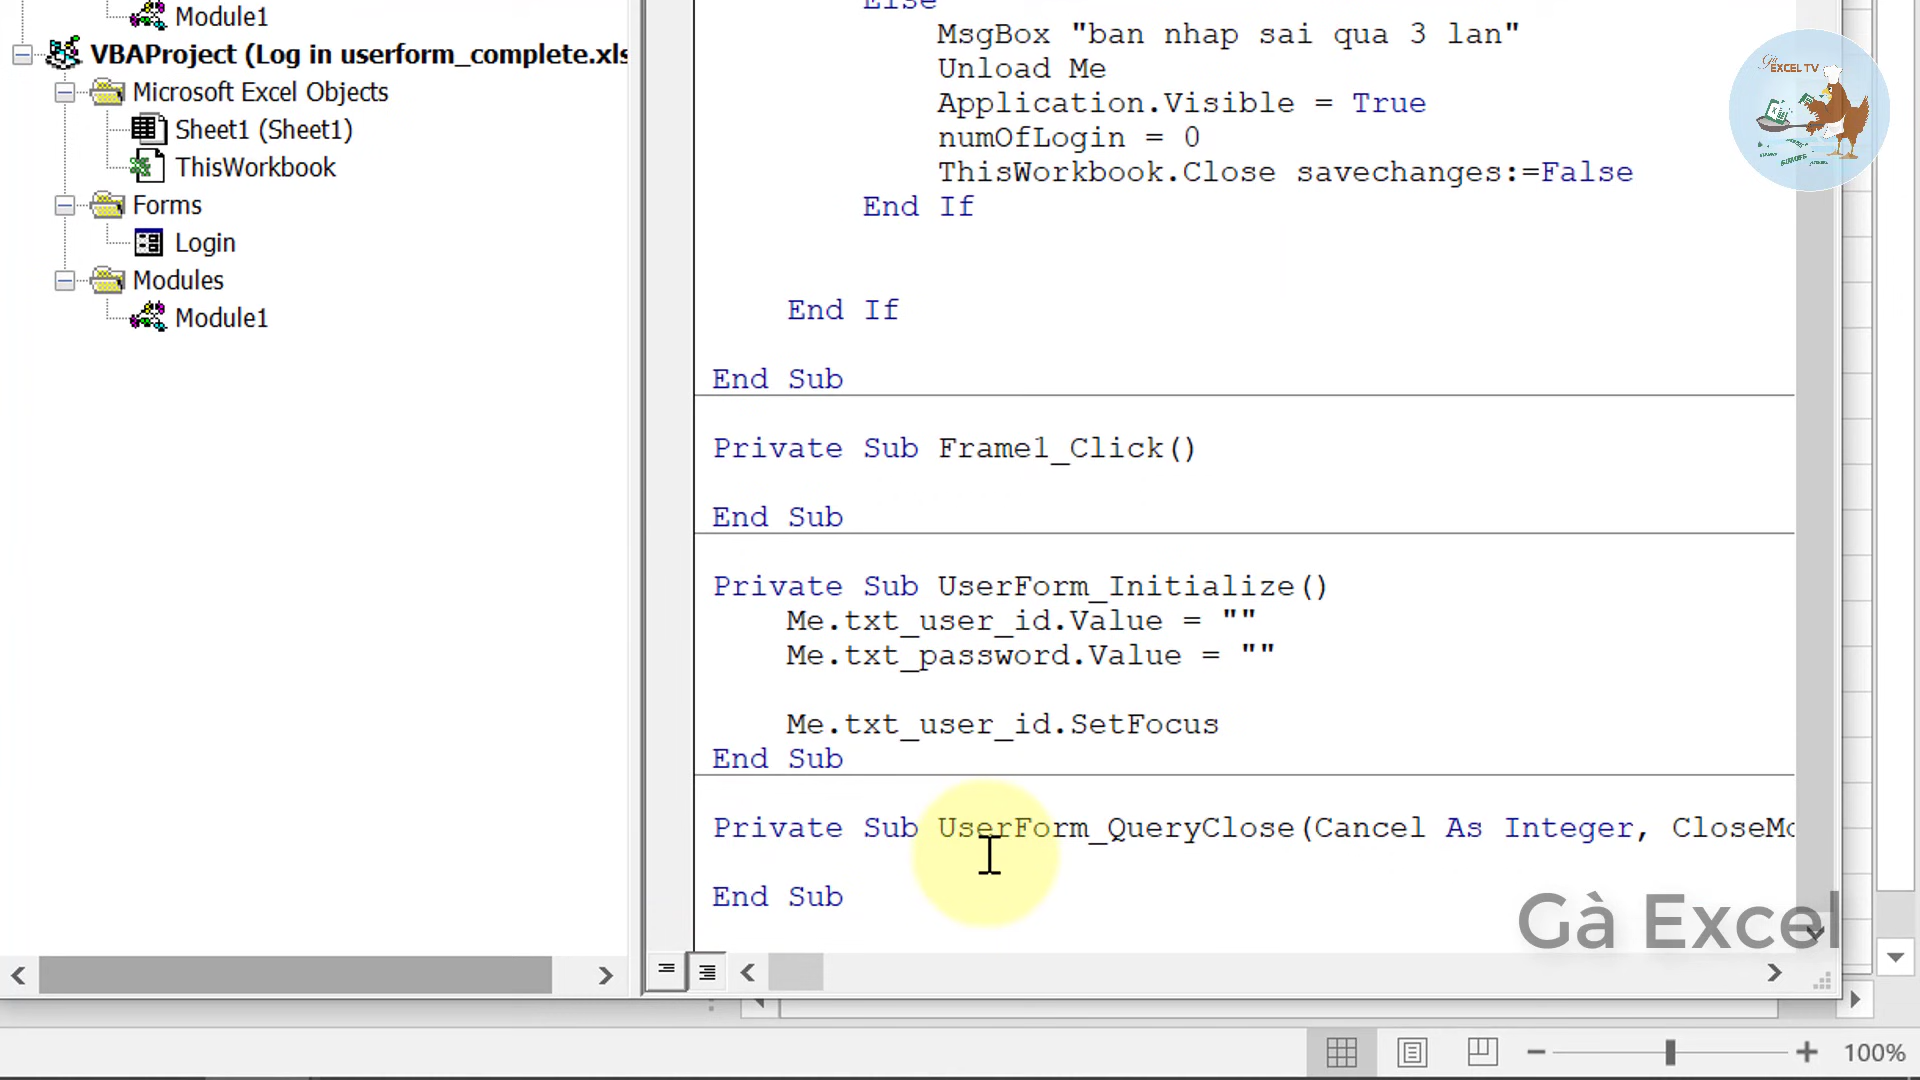 Module1
VBAProject (Log in userform_complete.xls
Microsoft Excel Objects
Sheet1 (Sheet1)
ThisWorkbook
Forms
Login
Modules
Module1
Else
MsgBox "ban nhap sai qua 3 lan"
Unload Me
Application.Visible = True
numOfLogin = 0
ThisWorkbook.Close savechanges:=False
End If
End If
End Sub
Private Sub Frame1_Click()
End Sub
Private Sub UserForm_Initialize()
Me.txt_user_id.Value = ""
Me.txt_password.Value = ""
Me.txt_user_id.SetFocus
End Sub
Private Sub UserForm_QueryClose(Cancel As Integer, CloseMo
End Sub
Gà
EXCEL TV
Gà Excel
100%